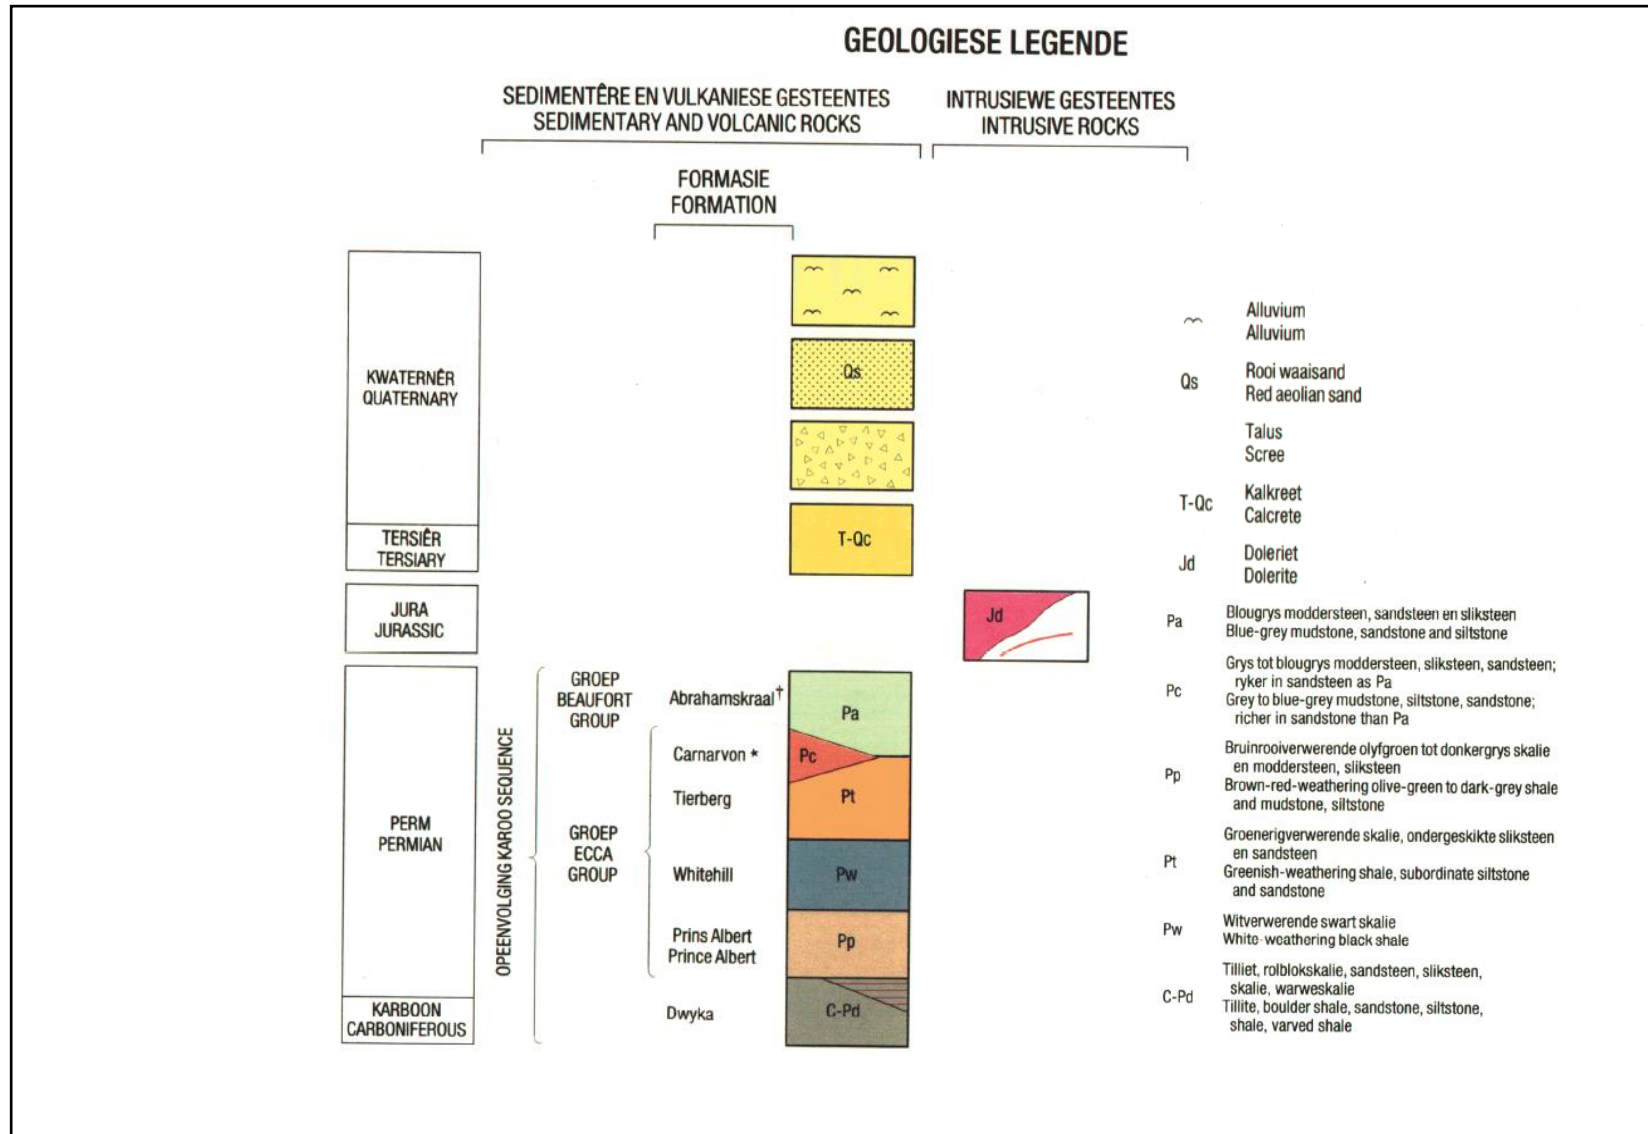 GEOLOGIESE LEGENDE
SEDIMENTÊRE EN VULKANIESE GESTEENTES
SEDIMENTARY AND VOLCANIC ROCKS
INTRUSIEWE GESTEENTES
INTRUSIVE ROCKS
FORMASIE
FORMATION
KWATERNÊR
QUATERNARY
TERSIÊR
TERSIARY
JURA
JURASSIC
PERM
PERMIAN
KARBOON
CARBONIFEROUS
OPEENVOLGING KAROO SEQUENCE
GROEP
BEAUFORT
GROUP
GROEP
ECCA
GROUP
Abrahamskraal†
Carnarvon *
Tierberg
Whitehill
Prins Albert
Prince Albert
Dwyka
Qs
T-Qc
Jd
Pa
Pc
Pt
Pw
Pp
C-Pd
Alluvium
Alluvium
Qs
Rooi waaisand
Red aeolian sand
Talus
Scree
T-Qc
Kalkreet
Calcrete
Jd
Doleriet
Dolerite
Pa
Blougrys moddersteen, sandsteen en sliksteen
Blue-grey mudstone, sandstone and siltstone
Pc
Grys tot blougrys moddersteen, sliksteen, sandsteen;
ryker in sandsteen as Pa
Grey to blue-grey mudstone, siltstone, sandstone;
richer in sandstone than Pa
Pp
Bruinrooiverwerende olyfgroen tot donkergrys skalie
en moddersteen, sliksteen
Brown-red-weathering olive-green to dark-grey shale
and mudstone, siltstone
Pt
Groenerigverwerende skalie, ondergeskikte sliksteen
en sandsteen
Greenish-weathering shale, subordinate siltstone
and sandstone
Pw
Witverwerende swart skalie
White-weathering black shale
C-Pd
Tilliet, rolblokskalie, sandsteen, sliksteen,
skalie, warweskalie
Tillite, boulder shale, sandstone, siltstone,
shale, varved shale